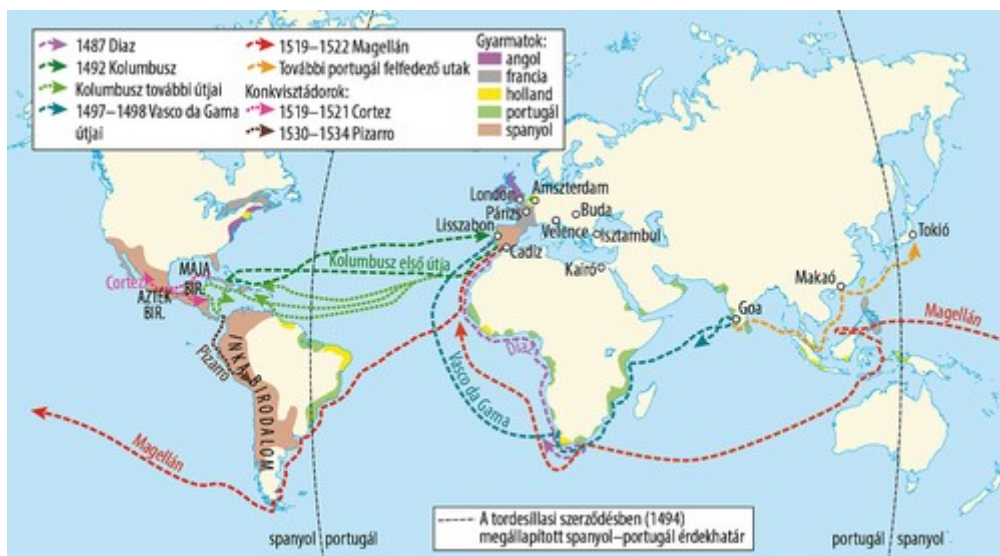 1487 Diaz
1492 Kolumbusz
Kolumbusz további útjai
1497–1498 Vasco da Gama
útjai
1519–1522 Magellán
További portugál felfedező utak
Konkvisztádorok:
1519–1521 Cortez
1530–1534 Pizarro
Gyarmatok:
angol
francia
holland
portugál
spanyol
London
Amszterdam
Párizs
Buda
Velence
Isztambul
Lisszabon
Cadiz
Kairó
Tokió
Makaó
Goa
Kolumbusz első útja
Cortez
MAJA
BIR.
AZTÉK
BIR.
Pizarro
INKA BIRODALOM
Diaz
Vasco da Gama
Magellán
Magellán
spanyol
portugál
A tordesillasi szerződésben (1494)
megállapított spanyol–portugál érdekhatár
portugál
spanyol